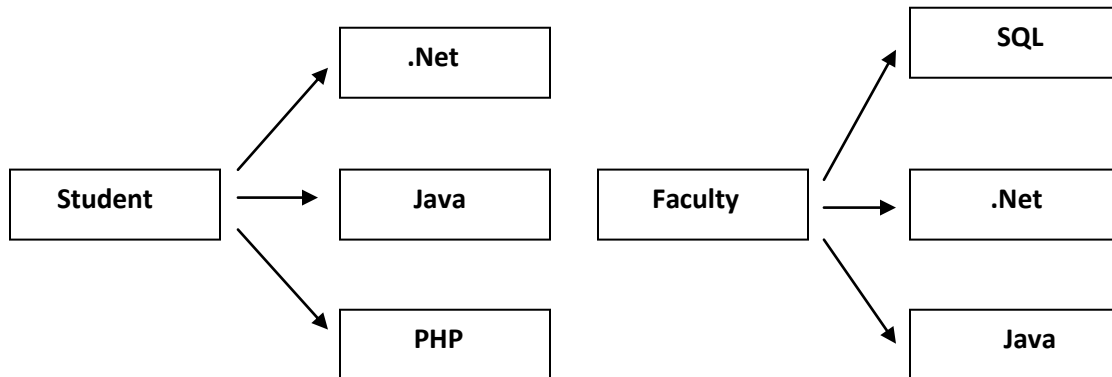 .Net
Student
Java
PHP
SQL
Faculty
.Net
Java